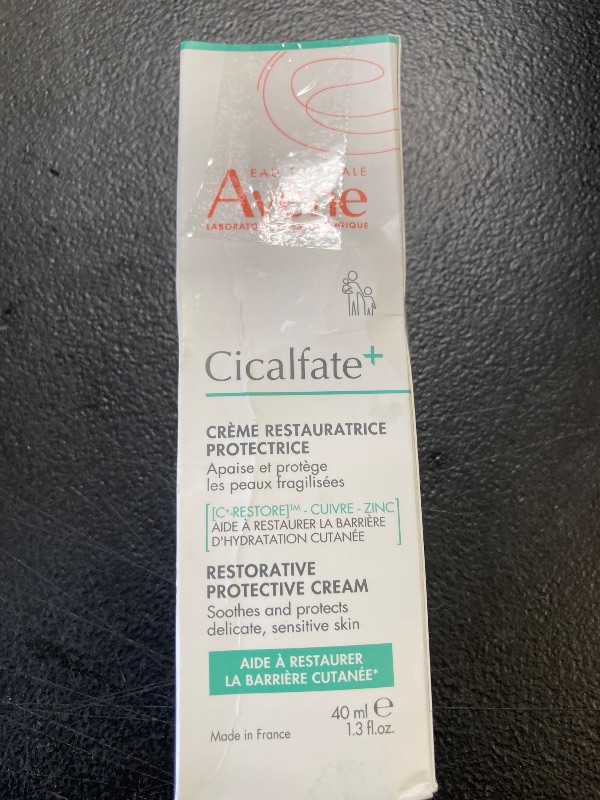 Avène
Cicalfate+
CRÈME RESTAURATRICE
PROTECTRICE
Apaise et protège
les peaux fragilisées
[C+-RESTORE]™ - CUIVRE - ZINC
AIDE À RESTAURER LA BARRIÈRE
D'HYDRATATION CUTANÉE
RESTORATIVE
PROTECTIVE CREAM
Soothes and protects
delicate, sensitive skin
AIDE À RESTAURER
LA BARRIÈRE CUTANÉE*
40 ml e
Made in France 1.3 fl.oz.